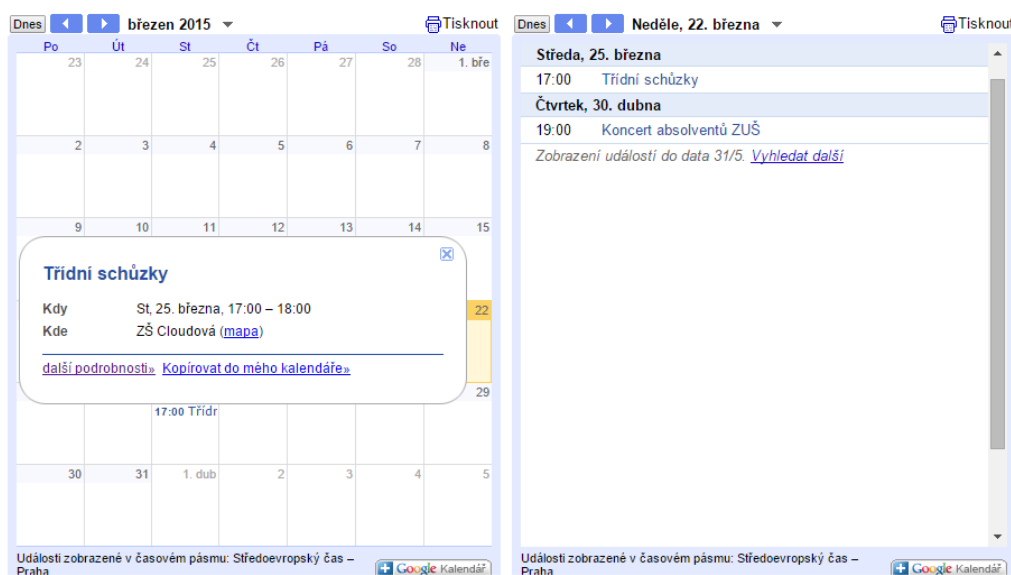 Dnes březen 2015 Tisknout
Po Út St Čt Pá So Ne
23 24 25 26 27 28 1. bře
2 3 4 5 6 7 8
9 10 11 12 13 14 15
Třídní schůzky
Kdy St, 25. března, 17:00 – 18:00
Kde ZŠ Cloudová (mapa)
22
další podrobnosti» Kopírovat do mého kalendáře»
29
17:00 Třídr
30 31 1. dub 2 3 4 5
Události zobrazené v časovém pásmu: Středoevropský čas –
Praha
Google Kalendář
Dnes Neděle, 22. března Tisknout
Středa, 25. března
17:00 Třídní schůzky
Čtvrtek, 30. dubna
19:00 Koncert absolventů ZUŠ
Zobrazení událostí do data 31/5. Vyhledat další
Události zobrazené v časovém pásmu: Středoevropský čas –
Praha
Google Kalendář